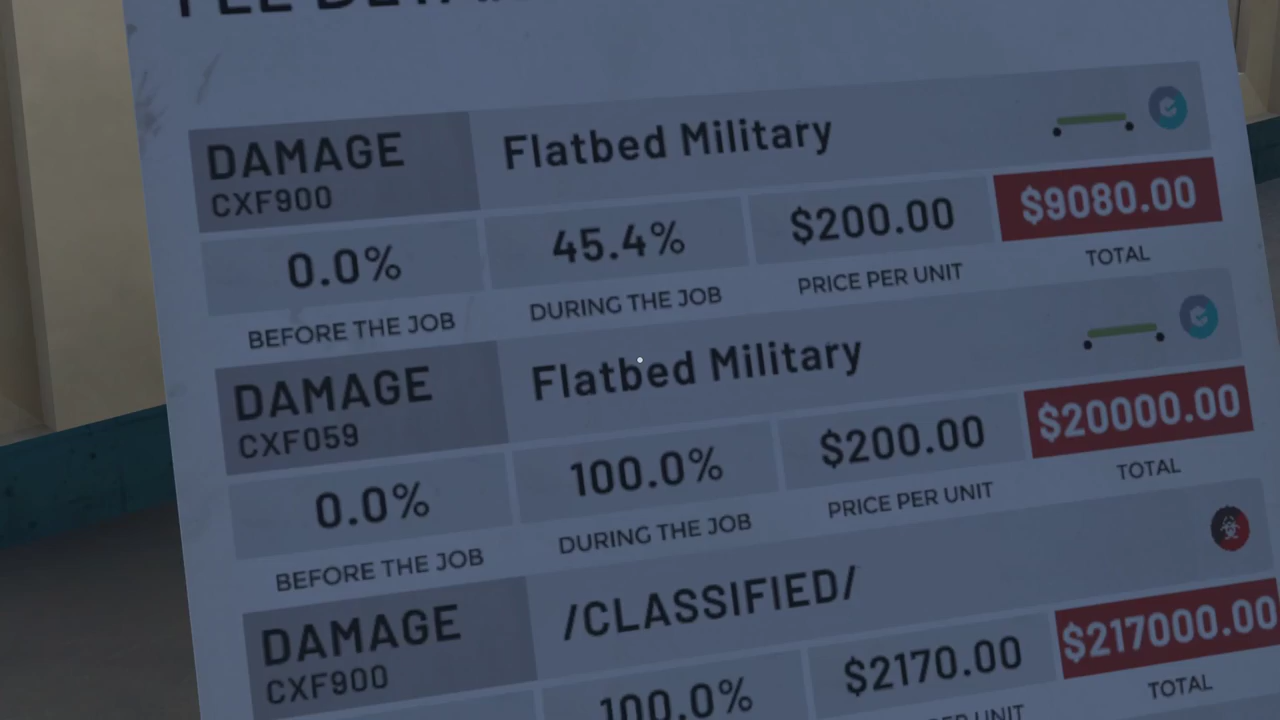 DAMAGE
CXF900
Flatbed Military
0.0%
45.4%
$200.00
$9080.00
BEFORE THE JOB
DURING THE JOB
PRICE PER UNIT
TOTAL
DAMAGE
CXF059
Flatbed Military
0.0%
100.0%
$200.00
$20000.00
BEFORE THE JOB
DURING THE JOB
PRICE PER UNIT
TOTAL
DAMAGE
CXF900
/CLASSIFIED/
100.0%
$2170.00
$217000.00
UNIT
TOTAL